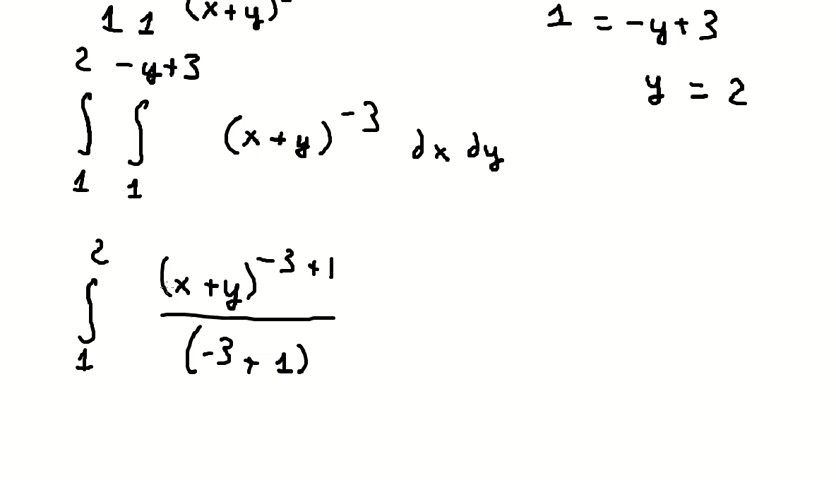 1 1 (x+y) 1 = -y+3
2 -y+3
y = 2
∫ ∫ (x+y)^-3 dx dy
1 1
2
∫ (x+y)^-3+1
(-3+1)
1